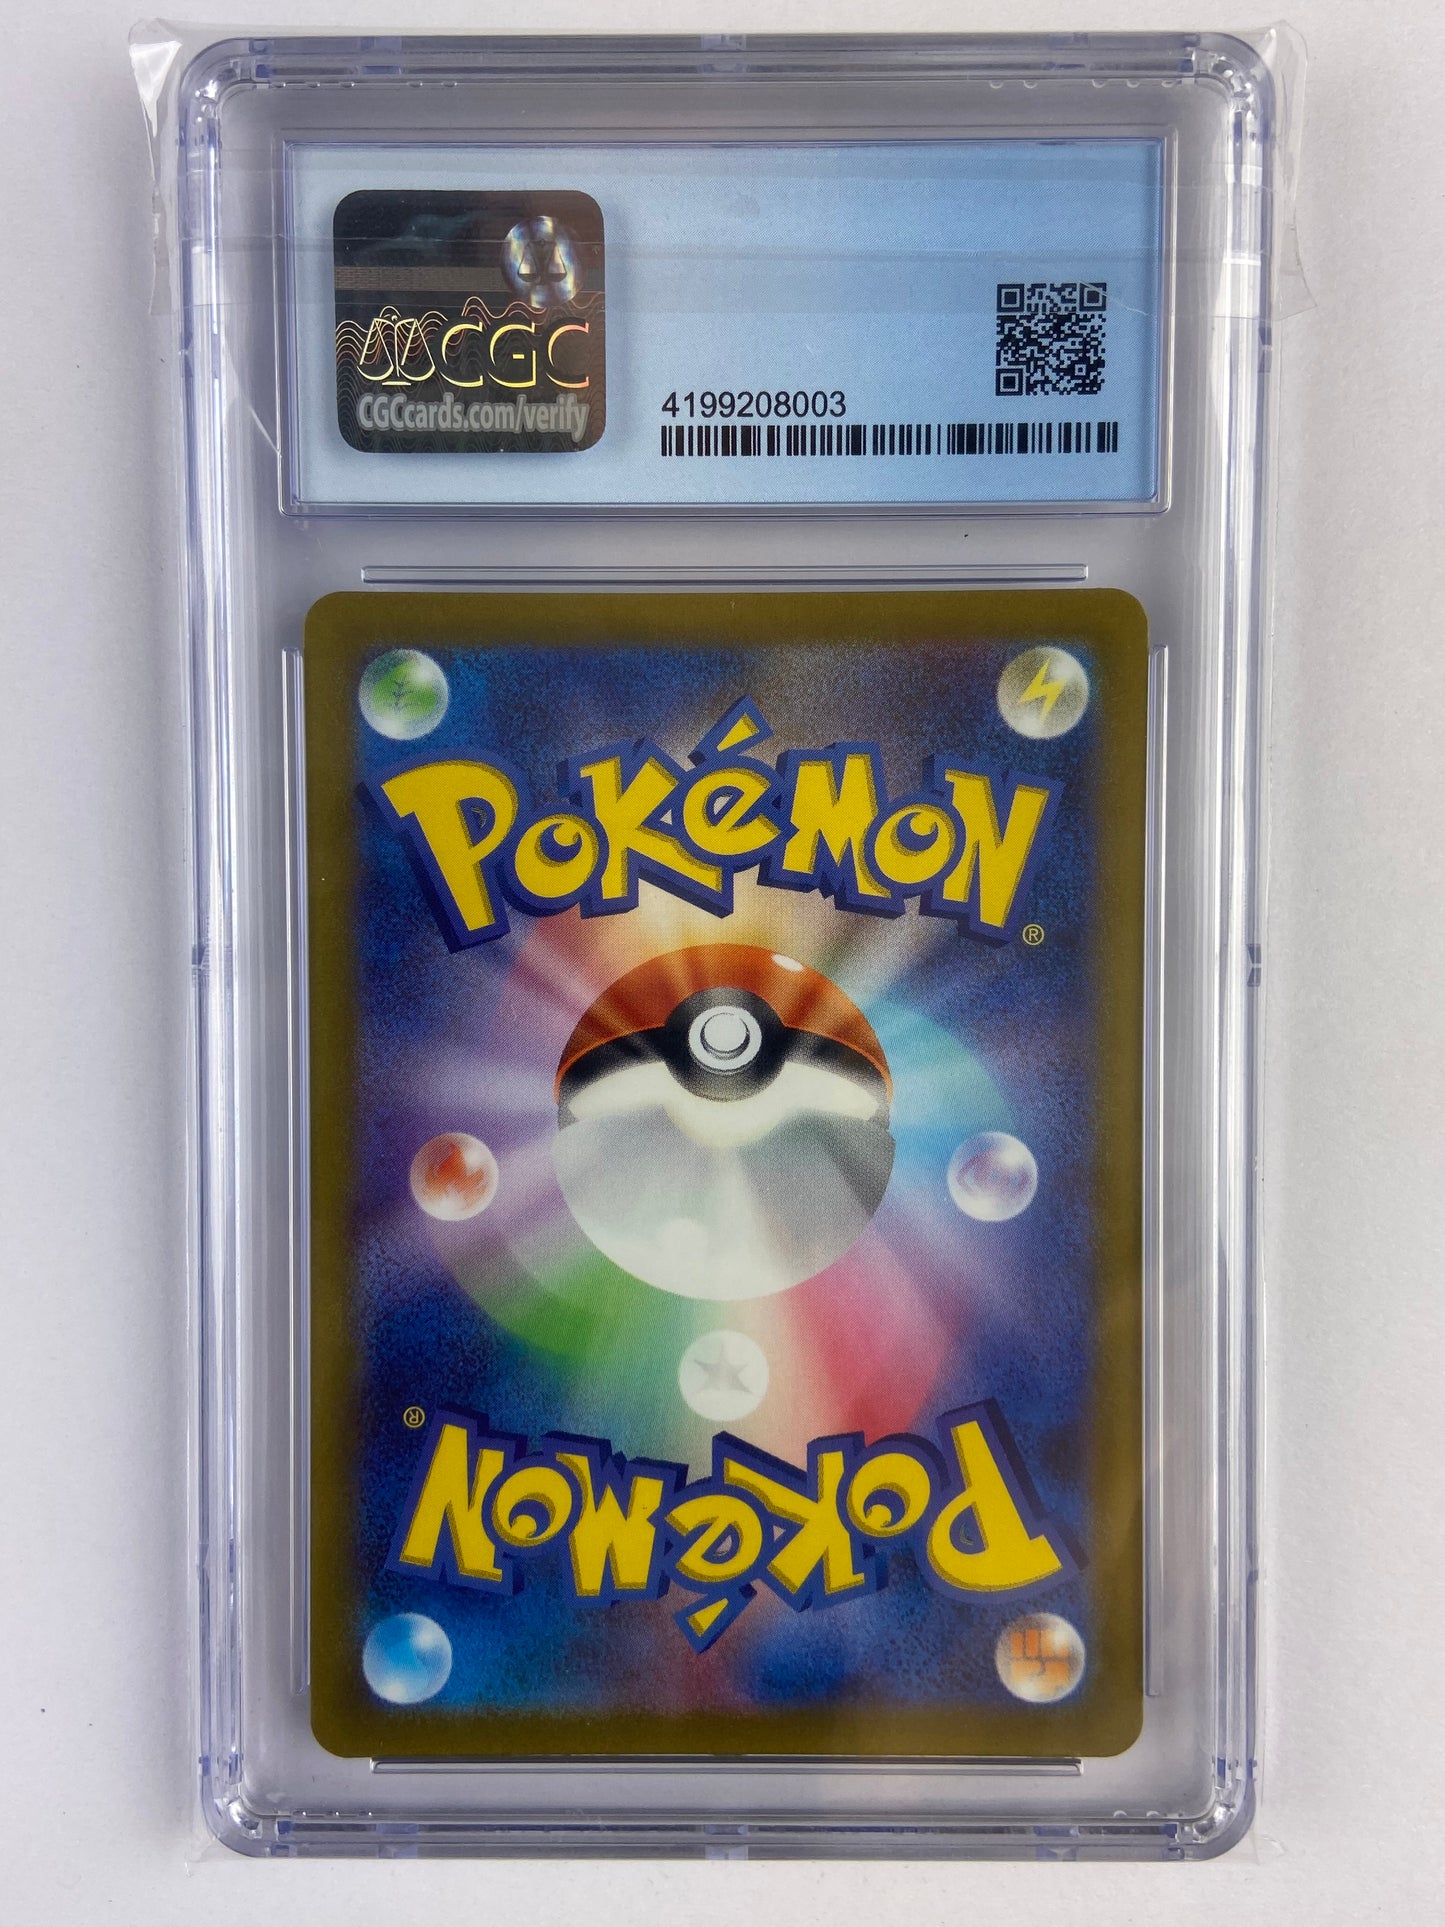 CGC
CGCcards.com/verify
4199208003
POKéMON
®
®
POKéMON